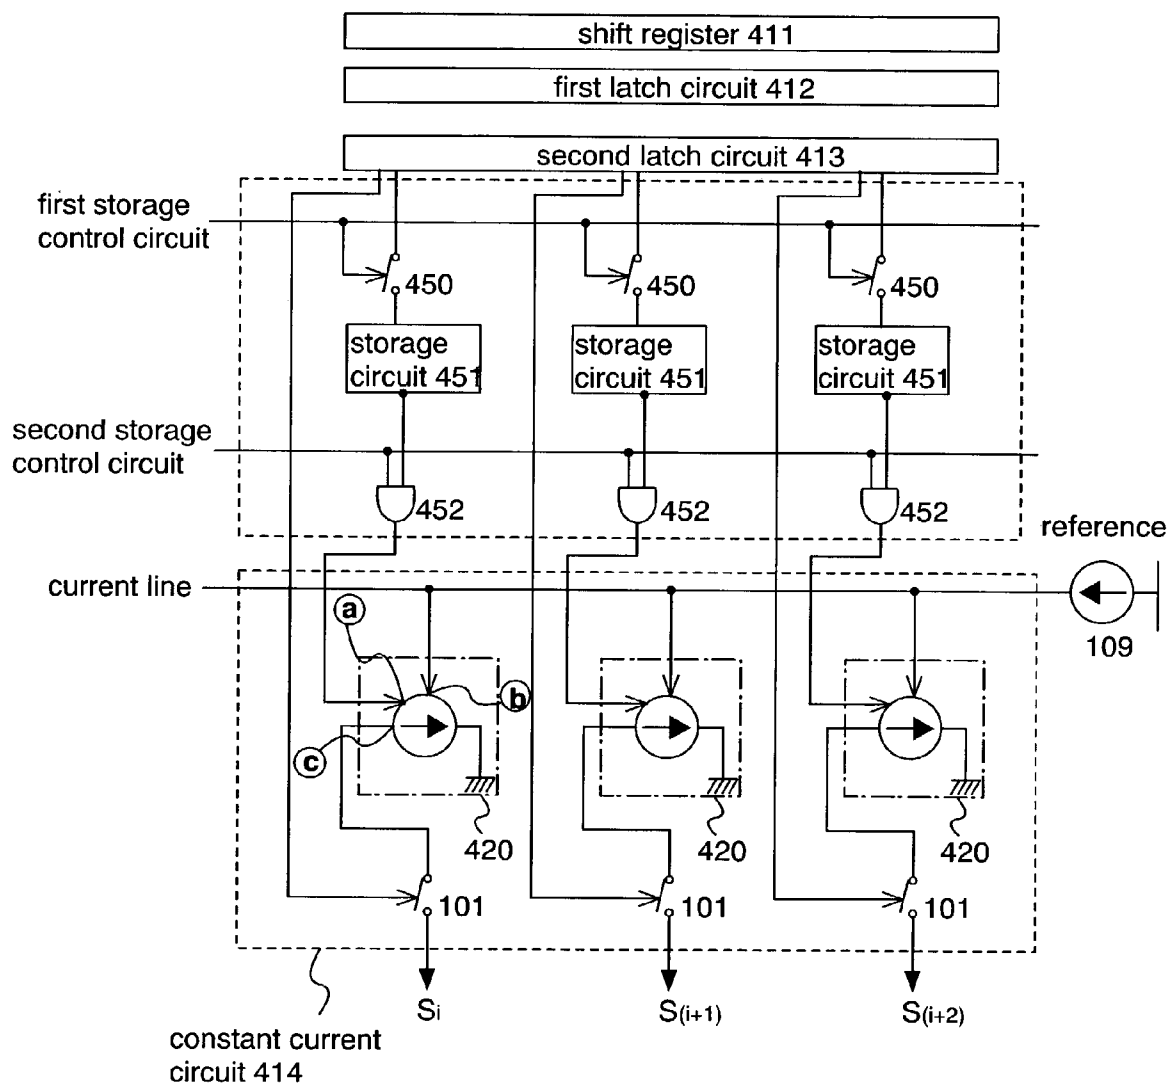 shift register 411
first latch circuit 412
second latch circuit 413
first storage
control circuit
450
450
450
storage
circuit 451
storage
circuit 451
storage
circuit 451
second storage
control circuit
452
452
452
reference
current line
109
a
b
c
420
420
420
101
101
101
Si
S(i+1)
S(i+2)
constant current
circuit 414